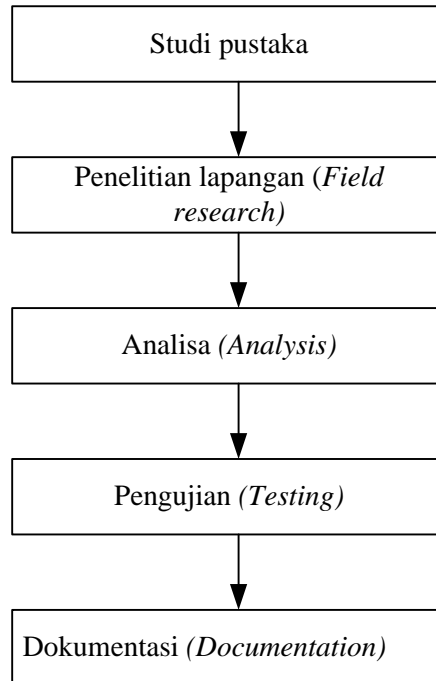 Studi pustaka
Penelitian lapangan (Field
research)
Analisa (Analysis)
Pengujian (Testing)
Dokumentasi (Documentation)